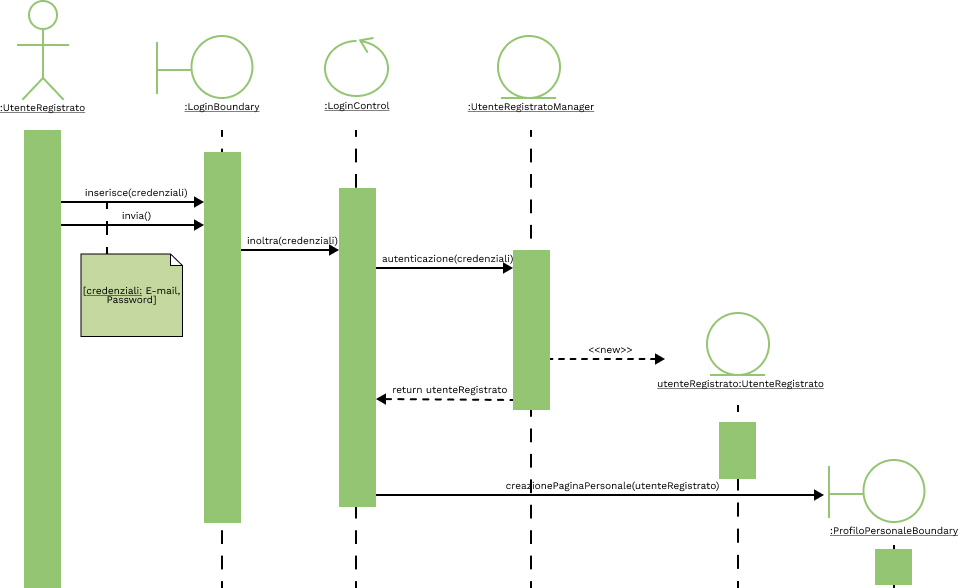 :UtenteRegistrato
:LoginBoundary
:LoginControl
:UtenteRegistratoManager
inserisce(credenziali)
invia()
inoltra(credenziali)
autenticazione(credenziali)
[credenziali: E-mail,
Password]
<<new>>
utenteRegistrato:UtenteRegistrato
return utenteRegistrato
creazionePaginaPersonale(utenteRegistrato)
:ProfiloPersonaleBoundary